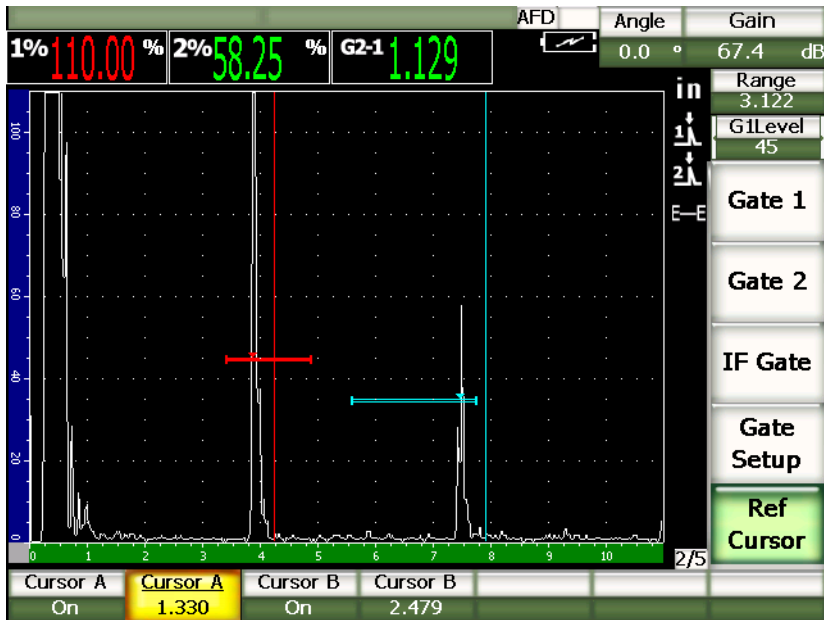 AFD
Angle
Gain
1% 110.00 %
2% 58.25 %
G2-1 1.129
0.0 °
67.4 dB
in
Range
3.122
G1Level
45
1
2
E—E
Gate 1
Gate 2
IF Gate
Gate
Setup
Ref
Cursor
100
80
60
40
20
0
0 1 2 3 4 5 6 7 8 9 10
2/5
Cursor A
Cursor A
Cursor B
Cursor B
On
1.330
On
2.479